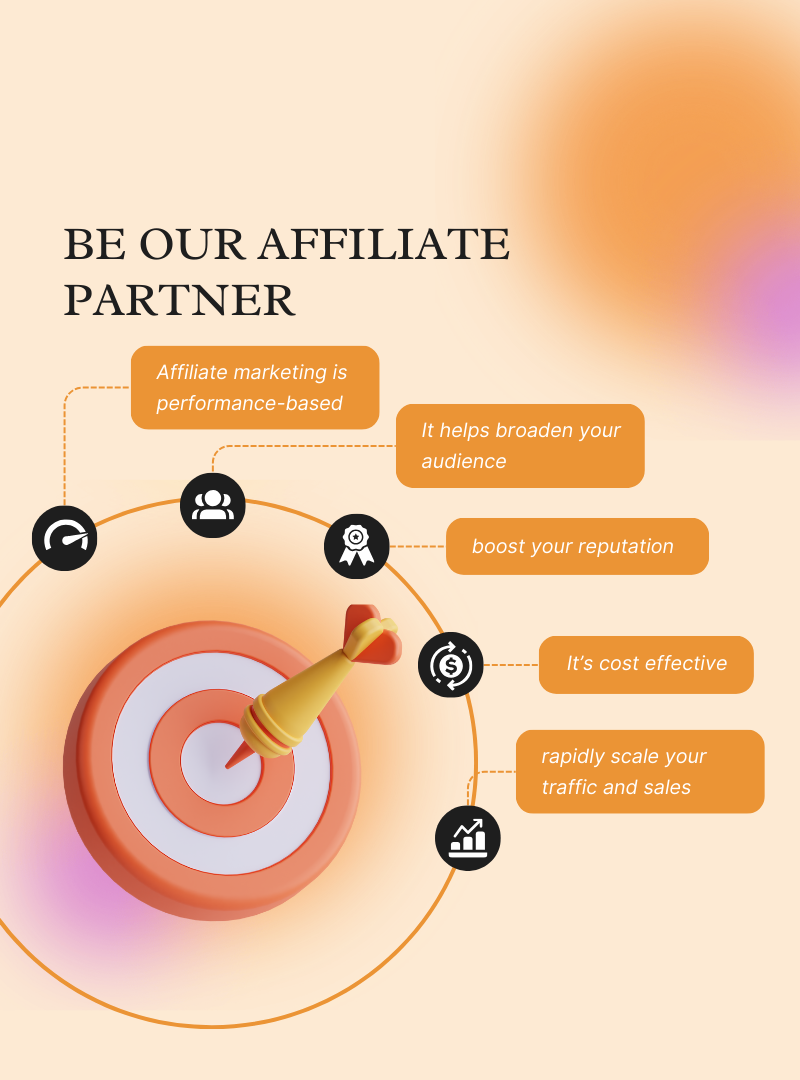 BE OUR AFFILIATE
PARTNER
Affiliate marketing is
performance-based
It helps broaden your
audience
boost your reputation
It’s cost effective
rapidly scale your
traffic and sales